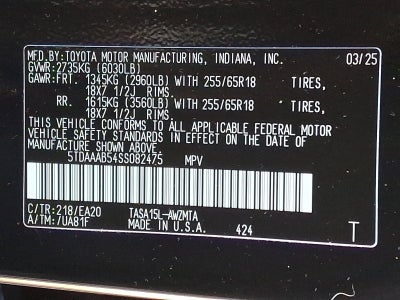 MFD.BY:TOYOTA MOTOR MANUFACTURING, INDIANA, INC. 03/25
GVWR:2735KG (6030LB)
GAWR:FRT. 1345KG (2960LB) WITH 255/65R18 TIRES,
18X7 1/2J RIMS.
RR. 1615KG (3560LB) WITH 255/65R18 TIRES,
18X7 1/2J RIMS.
THIS VEHICLE CONFORMS TO ALL APPLICABLE FEDERAL MOTOR
VEHICLE SAFETY STANDARDS IN EFFECT ON THE DATE OF
MANUFACTURE SHOWN ABOVE.
5TDAAAB54SS082475 MPV
C/TR:218/EA20 TASA15L-AWZMTA
A/TM:/UA81F MADE IN U.S.A. 424 T